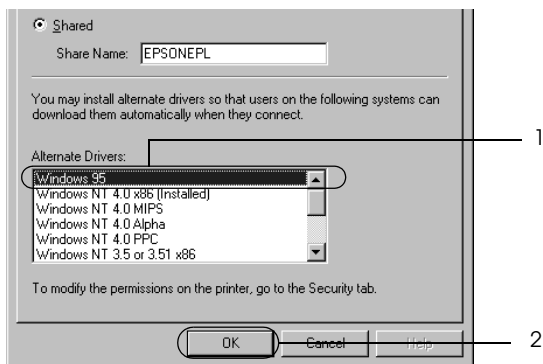 Shared
Share Name: EPSONEPL
You may install alternate drivers so that users on the following systems can
download them automatically when they connect.
1
Alternate Drivers:
Windows 95
Windows NT 4.0 x86 (Installed)
Windows NT 4.0 MIPS
Windows NT 4.0 Alpha
Windows NT 4.0 PPC
Windows NT 3.5 or 3.51 x86
To modify the permissions on the printer, go to the Security tab.
OK Cancel Help 2